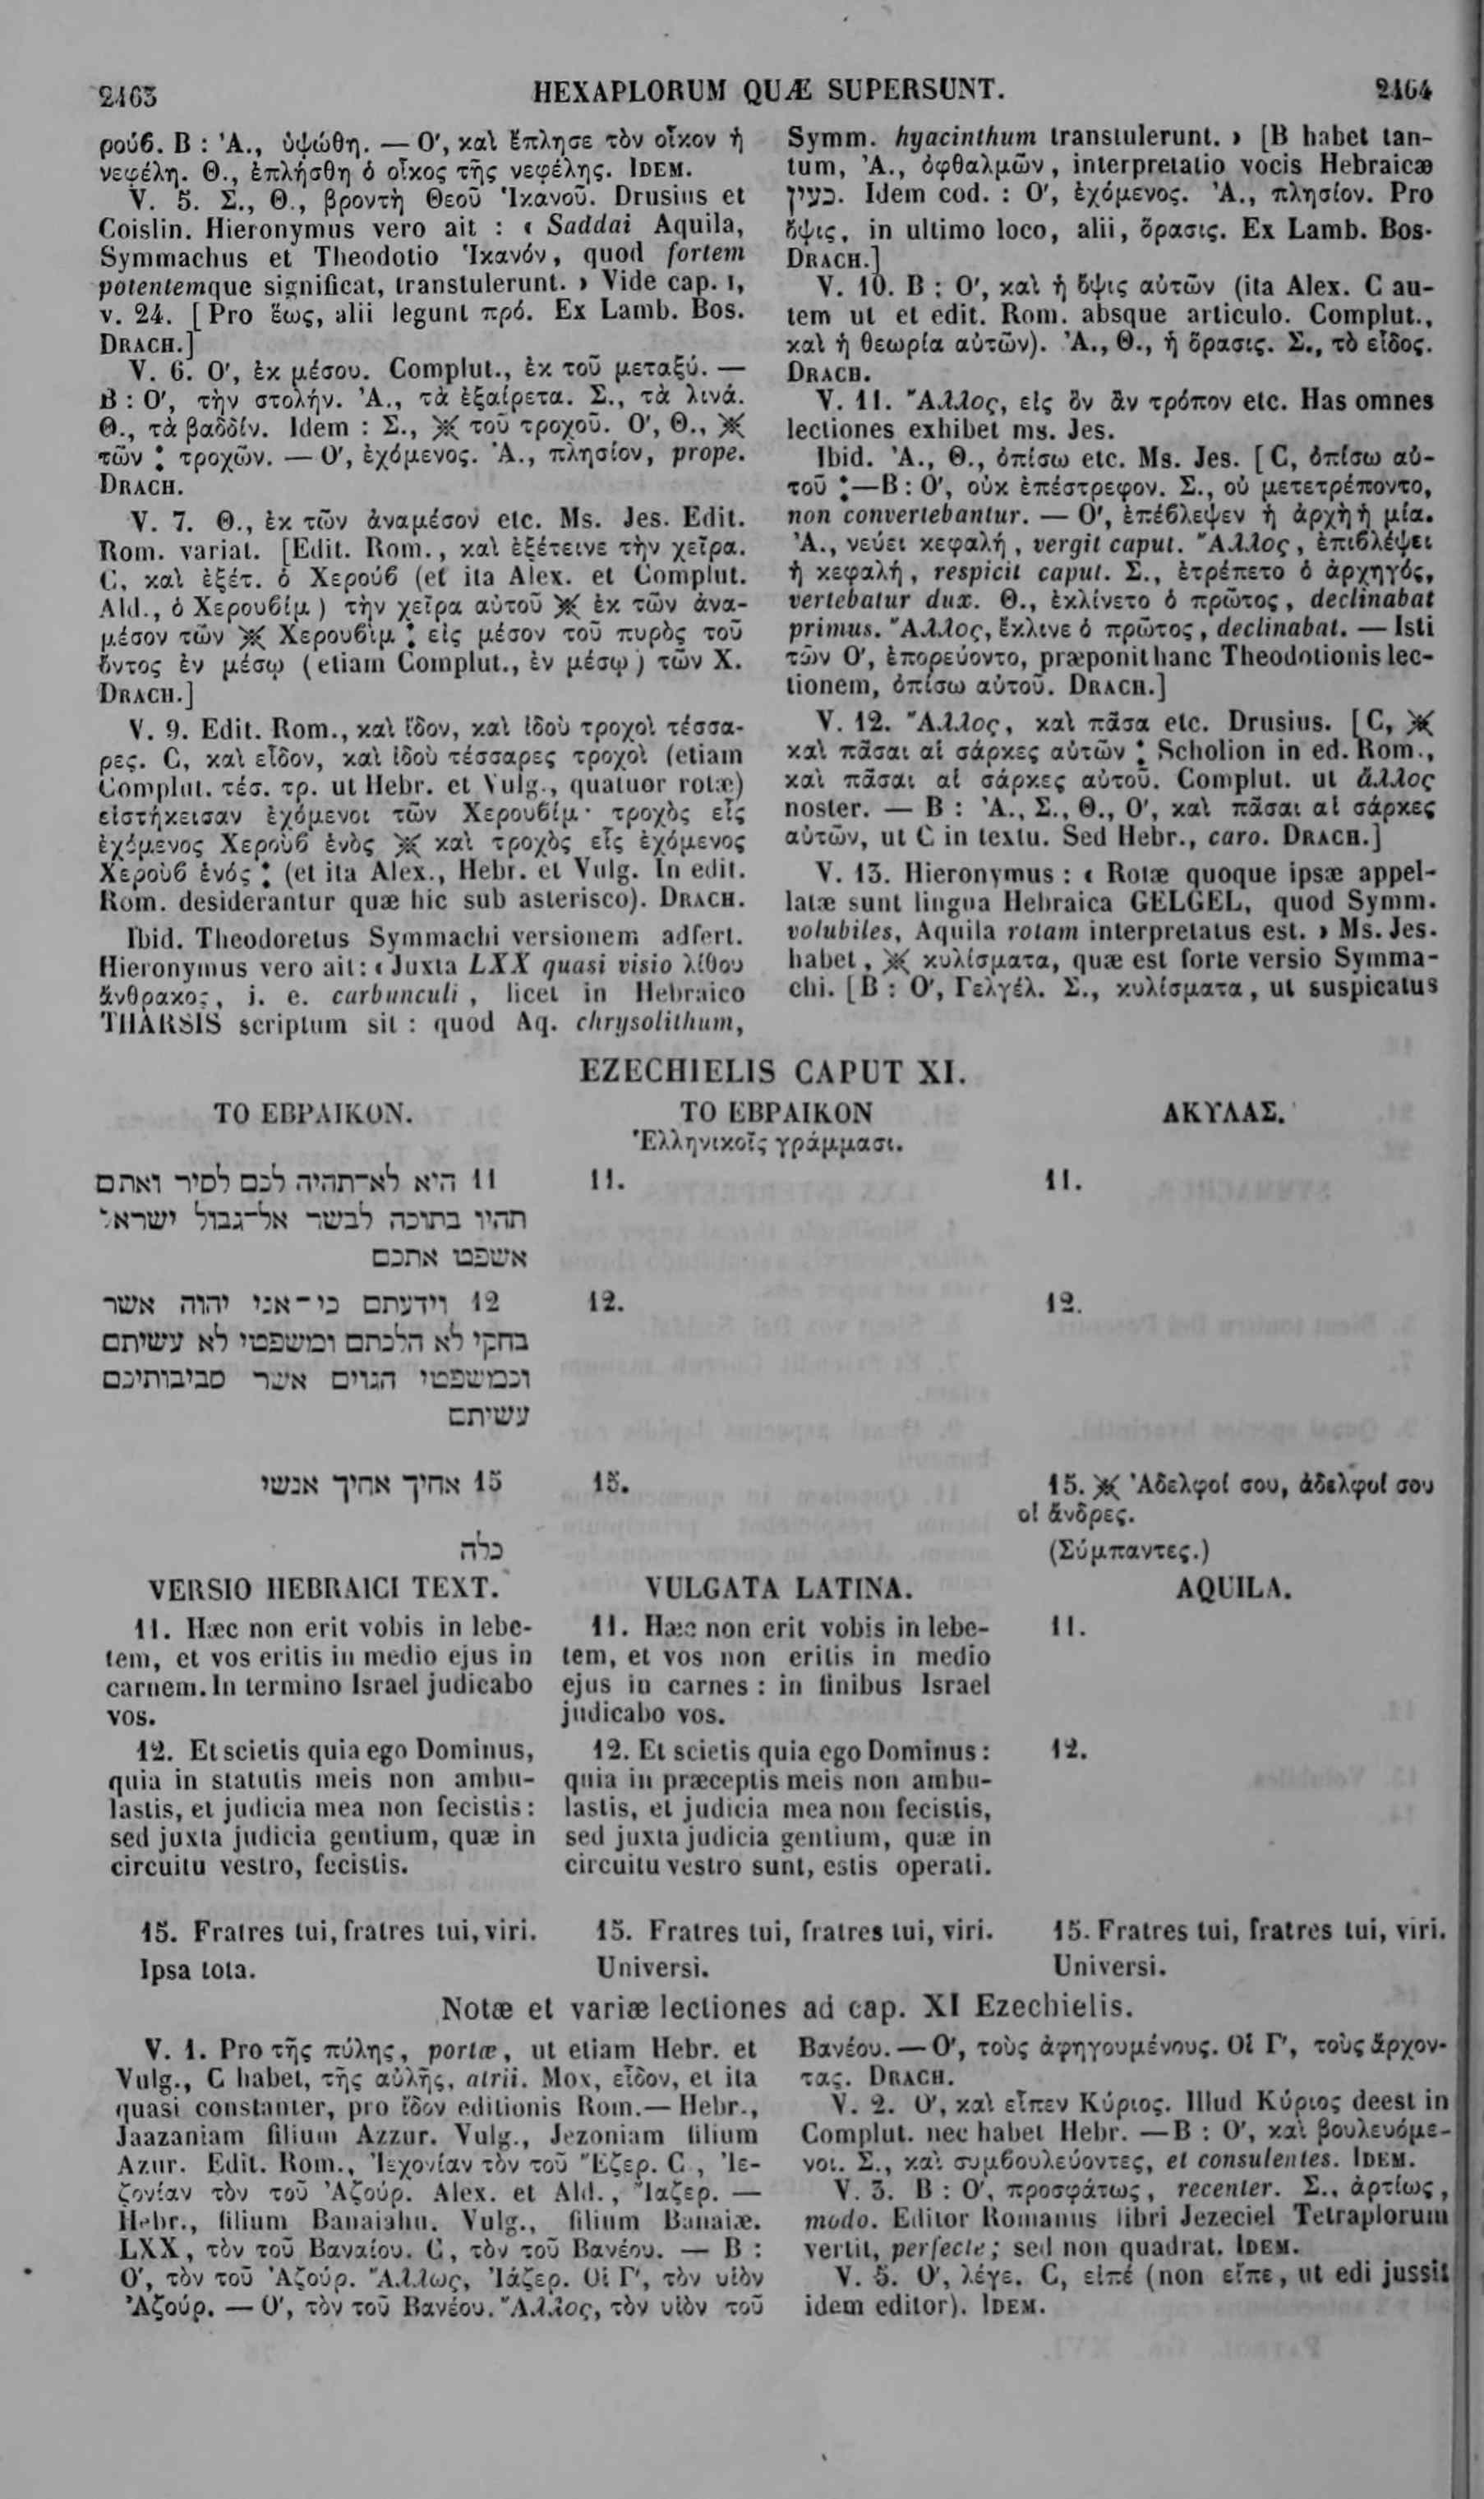 2463
HEXAPLORUM QUÆ SUPERSUNT.
2464
ρούϐ. B : Ἀ., ὑψώθη. — Ο', καὶ ἔπλησε τὸν οἶκον ἡ
νεφέλη. Θ., ἐπλήσθη ὁ οἶκος τῆς νεφέλης. IDEM.
V. 5. Σ., Θ., βροντὴ Θεοῦ Ἱκανοῦ. Drusius et
Coislin. Hieronymus vero ait : « Saddai Aquila,
Symmachus et Theodotio Ἱκανόν, quod fortem
potentemque significat, transtulerunt. » Vide cap. I,
v. 24. [Pro ἕως, alii legunt πρό. Ex Lamb. Bos.
DRACH.]
V. 6. Ο', ἐκ μέσου. Complut., ἐκ τοῦ μεταξύ. —
B : Ο', τὴν στολήν. Ἀ., τὰ ἐξαίρετα. Σ., τὰ λινά.
Θ., τὰ βαδδίν. Idem : Σ., ※ τοῦ τροχοῦ. Ο', Θ., ※
τῶν ⁚ τροχῶν. — Ο', ἐχόμενος. Ἀ., πλησίον, prope.
DRACH.
V. 7. Θ., ἐκ τῶν ἀναμέσον etc. Ms. Jes. Edit.
Rom. variat. [Edit. Rom., καὶ ἐξέτεινε τὴν χεῖρα.
C, καὶ ἐξέτ. ὁ Χερούϐ (et ita Alex. et Complut.
Ald., ὁ Χερουϐίμ) τὴν χεῖρα αὐτοῦ ※ ἐκ τῶν ἀνα-
μέσον τῶν ※ Χερουϐὶμ ⁚ εἰς μέσον τοῦ πυρὸς τοῦ
ὄντος ἐν μέσῳ (etiam Complut., ἐν μέσῳ) τῶν Χ.
DRACH.]
V. 9. Edit. Rom., καὶ ἴδον, καὶ ἰδοὺ τροχοὶ τέσσα-
ρες. C, καὶ εἶδον, καὶ ἰδοὺ τέσσαρες τροχοὶ (etiam
Complut. τέσ. τρ. ut Hebr. et Vulg., quatuor rotæ)
εἱστήκεισαν ἐχόμενοι τῶν Χερουϐίμ· τροχὸς εἷς
ἐχόμενος Χεροὺϐ ἑνὸς ※ καὶ τροχὸς εἷς ἐχόμενος
Χεροὺϐ ἑνός ⁚ (et ita Alex., Hebr. et Vulg. In edit.
Rom. desiderantur quæ hic sub asterisco). DRACH.
Ibid. Theodoretus Symmachi versionem adfert.
Hieronymus vero ait : « Juxta LXX quasi visio λίθου
ἄνθρακος, i. e. carbunculi, licet in Hebraico
THARSIS scriptum sit : quod Aq. chrysolithum,
Symm. hyacinthum transtulerunt. » [B habet tan-
tum, Ἀ., ὀφθαλμῶν, interpretatio vocis Hebraicæ
כעין. Idem cod. : Ο', ἐχόμενος. Ἀ., πλησίον. Pro
ὄψις, in ultimo loco, alii, ὅρασις. Ex Lamb. Bos.
DRACH.]
V. 10. B : Ο', καὶ ἡ ὄψις αὐτῶν (ita Alex. C au-
tem ut et edit. Rom. absque articulo. Complut.,
καὶ ἡ θεωρία αὐτῶν). Ἀ., Θ., ἡ ὅρασις. Σ., τὸ εἶδος.
DRACH.
V. 11. Ἄλλος, εἰς ὃν ἂν τρόπον etc. Has omnes
lectiones exhibet ms. Jes.
Ibid. Ἀ., Θ., ὀπίσω etc. Ms. Jes. [C, ὀπίσω αὐ-
τοῦ ⁚ — B : Ο', οὐκ ἐπέστρεφον. Σ., οὐ μετετρέποντο,
non convertebantur. — Ο', ἐπέϐλεψεν ἡ ἀρχὴ ἡ μία.
Ἀ., νεύει κεφαλή, vergit caput. Ἄλλος, ἐπιϐλέψει
ἡ κεφαλή, respicit caput. Σ., ἐτρέπετο ὁ ἀρχηγός,
vertebatur dux. Θ., ἐκλίνετο ὁ πρῶτος, declinabat
primus. Ἄλλος, ἔκλινε ὁ πρῶτος, declinabat. — Isti
τῶν Ο', ἐπορεύοντο, præponit hanc Theodotionis lec-
tionem, ὀπίσω αὐτοῦ. DRACH.]
V. 12. Ἄλλος, καὶ πᾶσα etc. Drusius. [C, ※
καὶ πᾶσαι αἱ σάρκες αὐτῶν ⁚ Scholion in ed. Rom.,
καὶ πᾶσαι αἱ σάρκες αὐτοῦ. Complut. ut ἄλλος
noster. — B : Ἀ., Σ., Θ., Ο', καὶ πᾶσαι αἱ σάρκες
αὐτῶν, ut C in textu. Sed Hebr., caro. DRACH.]
V. 13. Hieronymus : « Rotæ quoque ipsæ appel-
latæ sunt lingua Hebraica GELGEL, quod Symm.
volubiles, Aquila rotam interpretatus est. » Ms. Jes.
habet, ※ κυλίσματα, quæ est forte versio Symma-
chi. [B : Ο', Γελγέλ. Σ., κυλίσματα, ut suspicatus
EZECHIELIS CAPUT XI.
ΤΟ ΕΒΡΑΙΚΟΝ.
11 היא לא־תהיה לכם לסיר ואתם
תהיו בתוכה לבשר אל־גבול ישראל
אשפט אתכם
12 וידעתם כי־אני יהוה אשר
בחקי לא הלכתם ומשפטי לא עשיתם
וכמשפטי הגוים אשר סביבותיכם
עשיתם
15 אחיך אחיך אנשי
כלה
ΤΟ ΕΒΡΑΙΚΟΝ
Ἑλληνικοῖς γράμμασι.
11.
12.
15.
ΑΚΥΛΑΣ.
11.
12.
15. ※ Ἀδελφοί σου, ἀδελφοί σου
οἱ ἄνδρες.
(Σύμπαντες.)
VERSIO HEBRAICI TEXT.
11. Hæc non erit vobis in lebe-
tem, et vos eritis in medio ejus in
carnem. In termino Israel judicabo
vos.
12. Et scietis quia ego Dominus,
quia in statutis meis non ambu-
lastis, et judicia mea non fecistis :
sed juxta judicia gentium, quæ in
circuitu vestro, fecistis.
15. Fratres tui, fratres tui, viri.
Ipsa tota.
VULGATA LATINA.
11. Hæc non erit vobis in lebe-
tem, et vos non eritis in medio
ejus in carnes : in finibus Israel
judicabo vos.
12. Et scietis quia ego Dominus :
quia in præceptis meis non ambu-
lastis, et judicia mea non fecistis,
sed juxta judicia gentium, quæ in
circuitu vestro sunt, estis operati.
15. Fratres tui, fratres tui, viri.
Universi.
AQUILA.
11.
12.
15. Fratres tui, fratres tui, viri.
Universi.
Notæ et variæ lectiones ad cap. XI Ezechielis.
V. 1. Pro τῆς πύλης, portæ, ut etiam Hebr. et
Vulg., C habet, τῆς αὐλῆς, atrii. Mox, εἶδον, et ita
quasi constanter, pro ἴδον editionis Rom. — Hebr.,
Jaazaniam filium Azzur. Vulg., Jezoniam filium
Azur. Edit. Rom., Ἰεχονίαν τὸν τοῦ Ἔζερ. C, Ἰε-
ζονίαν τὸν τοῦ Ἀζούρ. Alex. et Ald., Ἰαζερ. —
Hebr., filium Banaiahu. Vulg., filium Banaiæ.
LXX, τὸν τοῦ Βαναίου. C, τὸν τοῦ Βανέου. — B :
Ο', τὸν τοῦ Ἀζούρ. Ἄλλως, Ἰάζερ. Οἱ Γ', τὸν υἱὸν
Ἀζούρ. — Ο', τὸν τοῦ Βανέου. Ἄλλος, τὸν υἱὸν τοῦ
Βανέου. — Ο', τοὺς ἀφηγουμένους. Οἱ Γ', τοὺς ἄρχον-
τας. DRACH.
V. 2. Ο', καὶ εἶπεν Κύριος. Illud Κύριος deest in
Complut. nec habet Hebr. — B : Ο', καὶ βουλευόμε-
νοι. Σ., καὶ συμϐουλεύοντες, et consulentes. IDEM.
V. 3. B : Ο', προσφάτως, recenter. Σ., ἀρτίως,
modo. Editor Romanus libri Jezeciel Tetraplorum
vertit, perfecte; sed non quadrat. IDEM.
V. 5. Ο', λέγε. C, εἰπέ (non εἶπε, ut edi jussit
idem editor). IDEM.